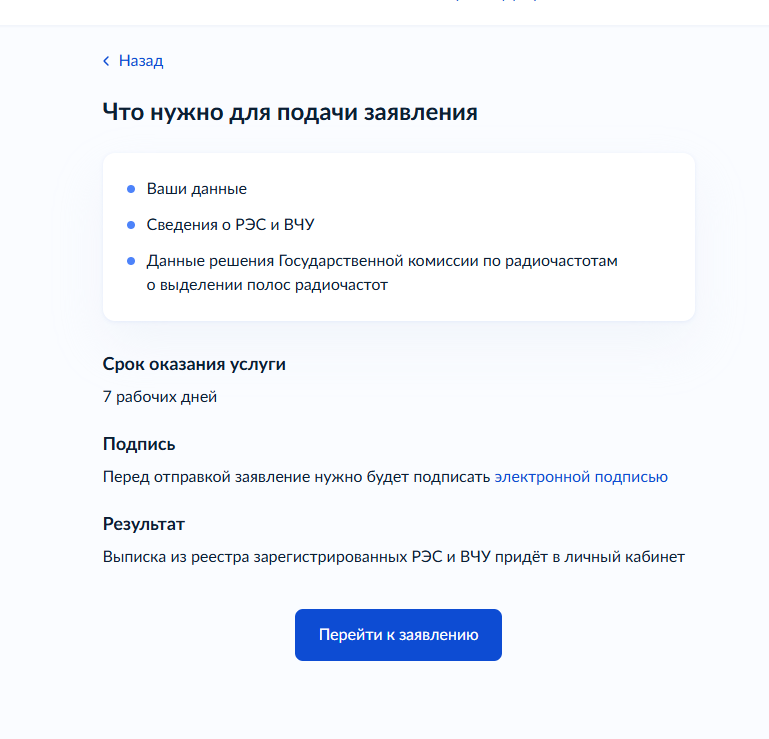 Назад
Что нужно для подачи заявления
Ваши данные
Сведения о РЭС и ВЧУ
Данные решения Государственной комиссии по радиочастотам
о выделении полос радиочастот
Срок оказания услуги
7 рабочих дней
Подпись
Перед отправкой заявление нужно будет подписать электронной подписью
Результат
Выписка из реестра зарегистрированных РЭС и ВЧУ придёт в личный кабинет
Перейти к заявлению